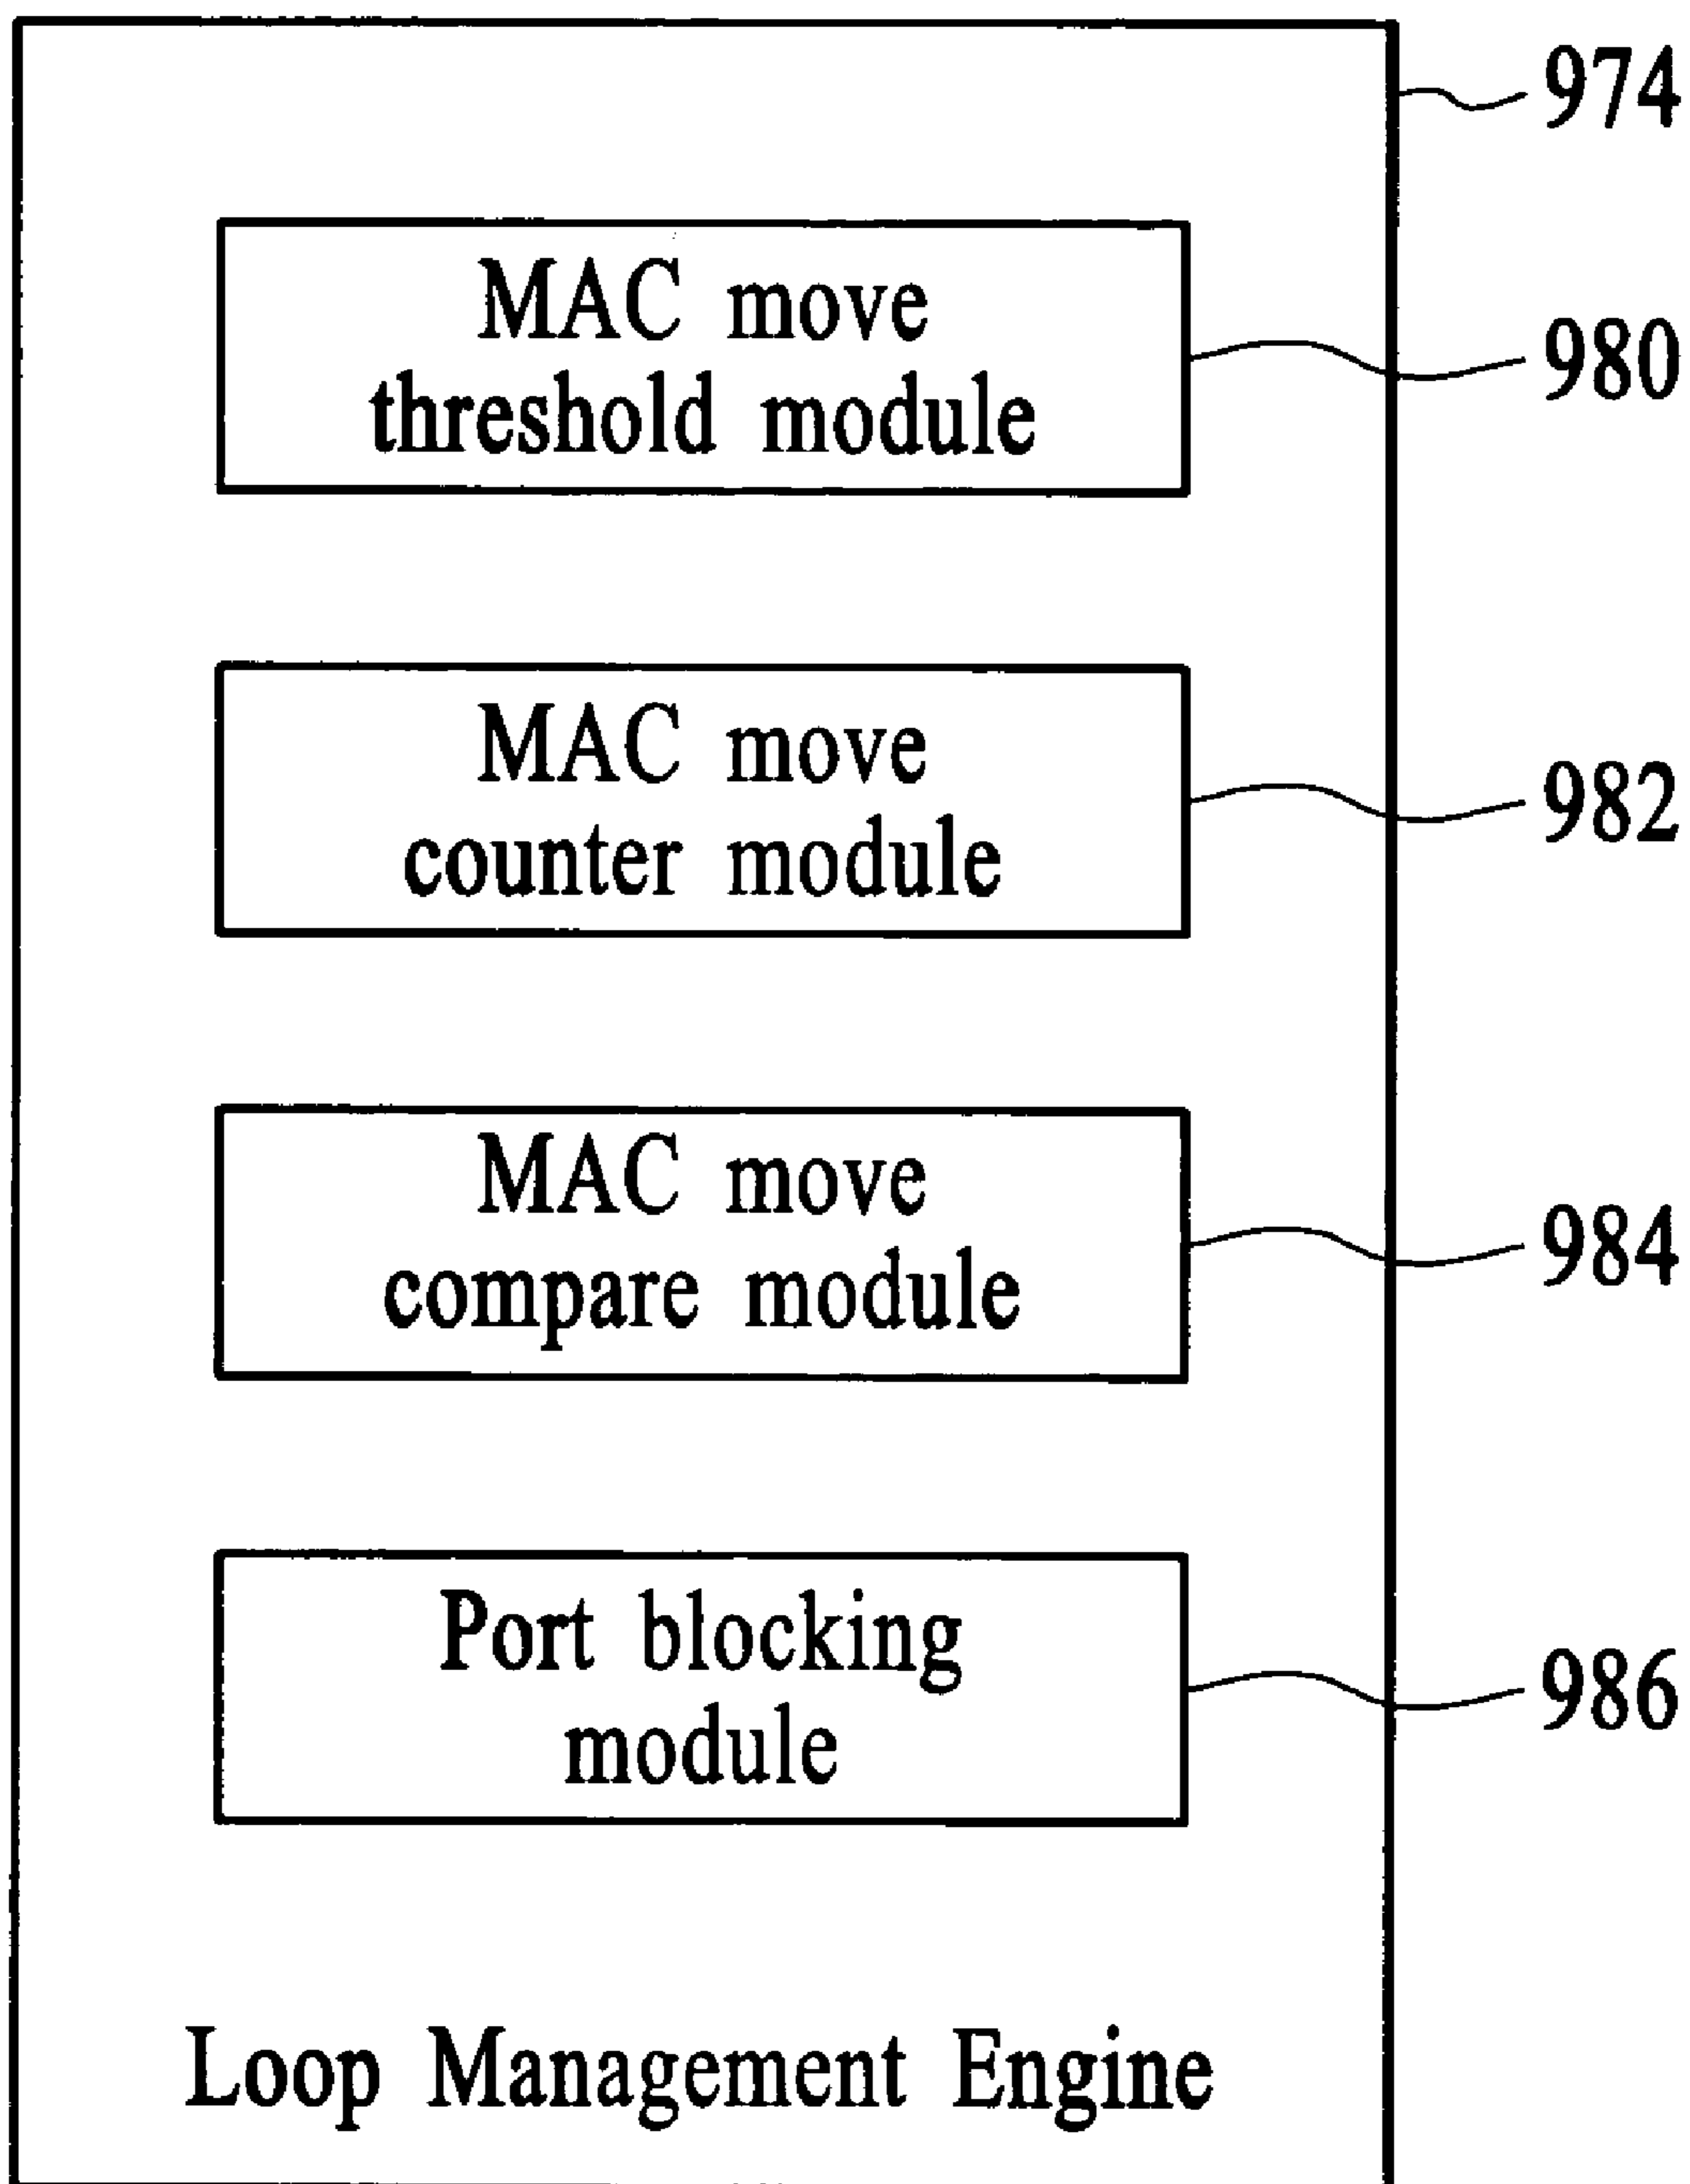 974
MAC move
threshold module
980
MAC move
counter module
982
MAC move
compare module
984
Port blocking
module
986
Loop Management Engine